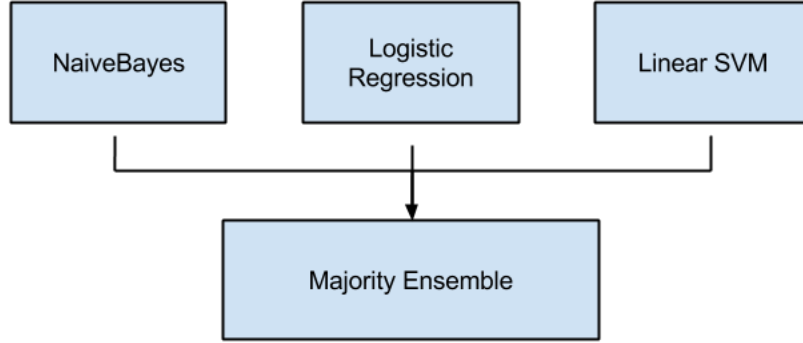 NaiveBayes
Logistic
Regression
Linear SVM
Majority Ensemble